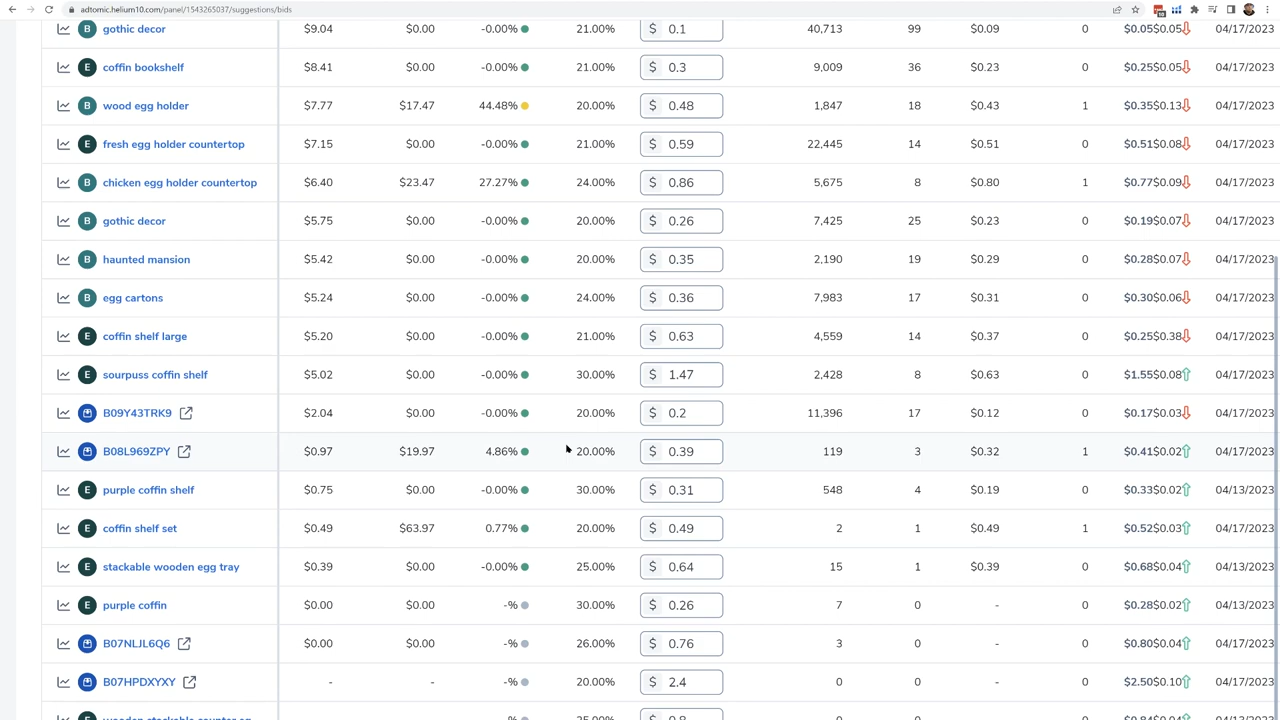 adtomic.helium10.com/panel/1543265037/suggestions/bids
B gothic decor $9.04 $0.00 -0.00% 21.00% $ 0.1 40,713 99 $0.09 0 $0.05$0.05 04/17/2023
E coffin bookshelf $8.41 $0.00 -0.00% 21.00% $ 0.3 9,009 36 $0.23 0 $0.25$0.05 04/17/2023
B wood egg holder $7.77 $17.47 44.48% 20.00% $ 0.48 1,847 18 $0.43 1 $0.35$0.13 04/17/2023
E fresh egg holder countertop $7.15 $0.00 -0.00% 21.00% $ 0.59 22,445 14 $0.51 0 $0.51$0.08 04/17/2023
B chicken egg holder countertop $6.40 $23.47 27.27% 24.00% $ 0.86 5,675 8 $0.80 1 $0.77$0.09 04/17/2023
B gothic decor $5.75 $0.00 -0.00% 20.00% $ 0.26 7,425 25 $0.23 0 $0.19$0.07 04/17/2023
B haunted mansion $5.42 $0.00 -0.00% 20.00% $ 0.35 2,190 19 $0.29 0 $0.28$0.07 04/17/2023
B egg cartons $5.24 $0.00 -0.00% 24.00% $ 0.36 7,983 17 $0.31 0 $0.30$0.06 04/17/2023
E coffin shelf large $5.20 $0.00 -0.00% 21.00% $ 0.63 4,559 14 $0.37 0 $0.25$0.38 04/17/2023
E sourpuss coffin shelf $5.02 $0.00 -0.00% 30.00% $ 1.47 2,428 8 $0.63 0 $1.55$0.08 04/17/2023
B09Y43TRK9 $2.04 $0.00 -0.00% 20.00% $ 0.2 11,396 17 $0.12 0 $0.17$0.03 04/17/2023
B08L969ZPY $0.97 $19.97 4.86% 20.00% $ 0.39 119 3 $0.32 1 $0.41$0.02 04/17/2023
E purple coffin shelf $0.75 $0.00 -0.00% 30.00% $ 0.31 548 4 $0.19 0 $0.33$0.02 04/13/2023
E coffin shelf set $0.49 $63.97 0.77% 20.00% $ 0.49 2 1 $0.49 1 $0.52$0.03 04/17/2023
E stackable wooden egg tray $0.39 $0.00 -0.00% 25.00% $ 0.64 15 1 $0.39 0 $0.68$0.04 04/13/2023
E purple coffin $0.00 $0.00 -% 30.00% $ 0.26 7 0 - 0 $0.28$0.02 04/13/2023
B07NLJL6Q6 $0.00 $0.00 -% 26.00% $ 0.76 3 0 - 0 $0.80$0.04 04/17/2023
B07HPDXYXY - - -% 20.00% $ 2.4 0 0 - 0 $2.50$0.10 04/17/2023